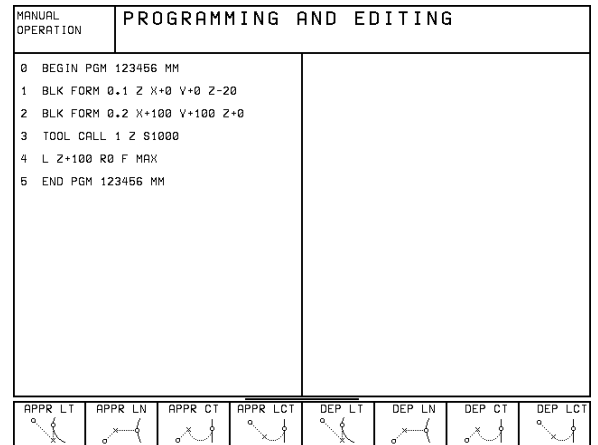 MANUAL
OPERATION
PROGRAMMING AND EDITING
0 BEGIN PGM 123456 MM
1 BLK FORM 0.1 Z X+0 Y+0 Z-20
2 BLK FORM 0.2 X+100 Y+100 Z+0
3 TOOL CALL 1 Z S1000
4 L Z+100 R0 F MAX
5 END PGM 123456 MM
APPR LT APPR LN APPR CT APPR LCT DEP LT DEP LN DEP CT DEP LCT